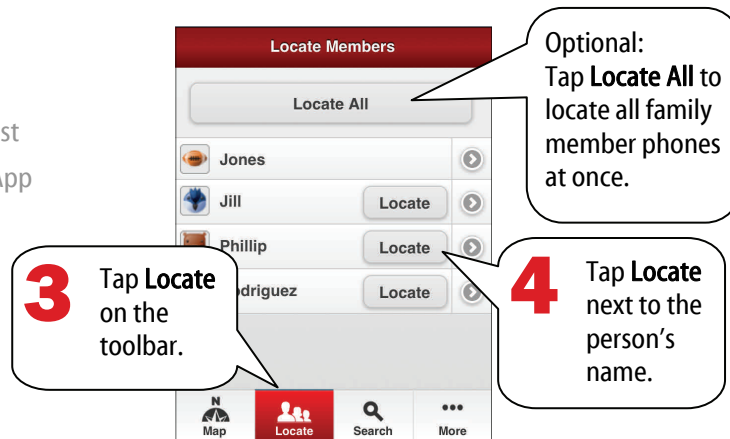 Locate Members
Locate All
Jones
Jill
Locate
Phillip
Locate
Locate
N
Map
Locate
Search
More
Optional:
Tap Locate All to
locate all family
member phones
at once.
3
Tap Locate
on the
toolbar.
4
Tap Locate
next to the
person's
name.